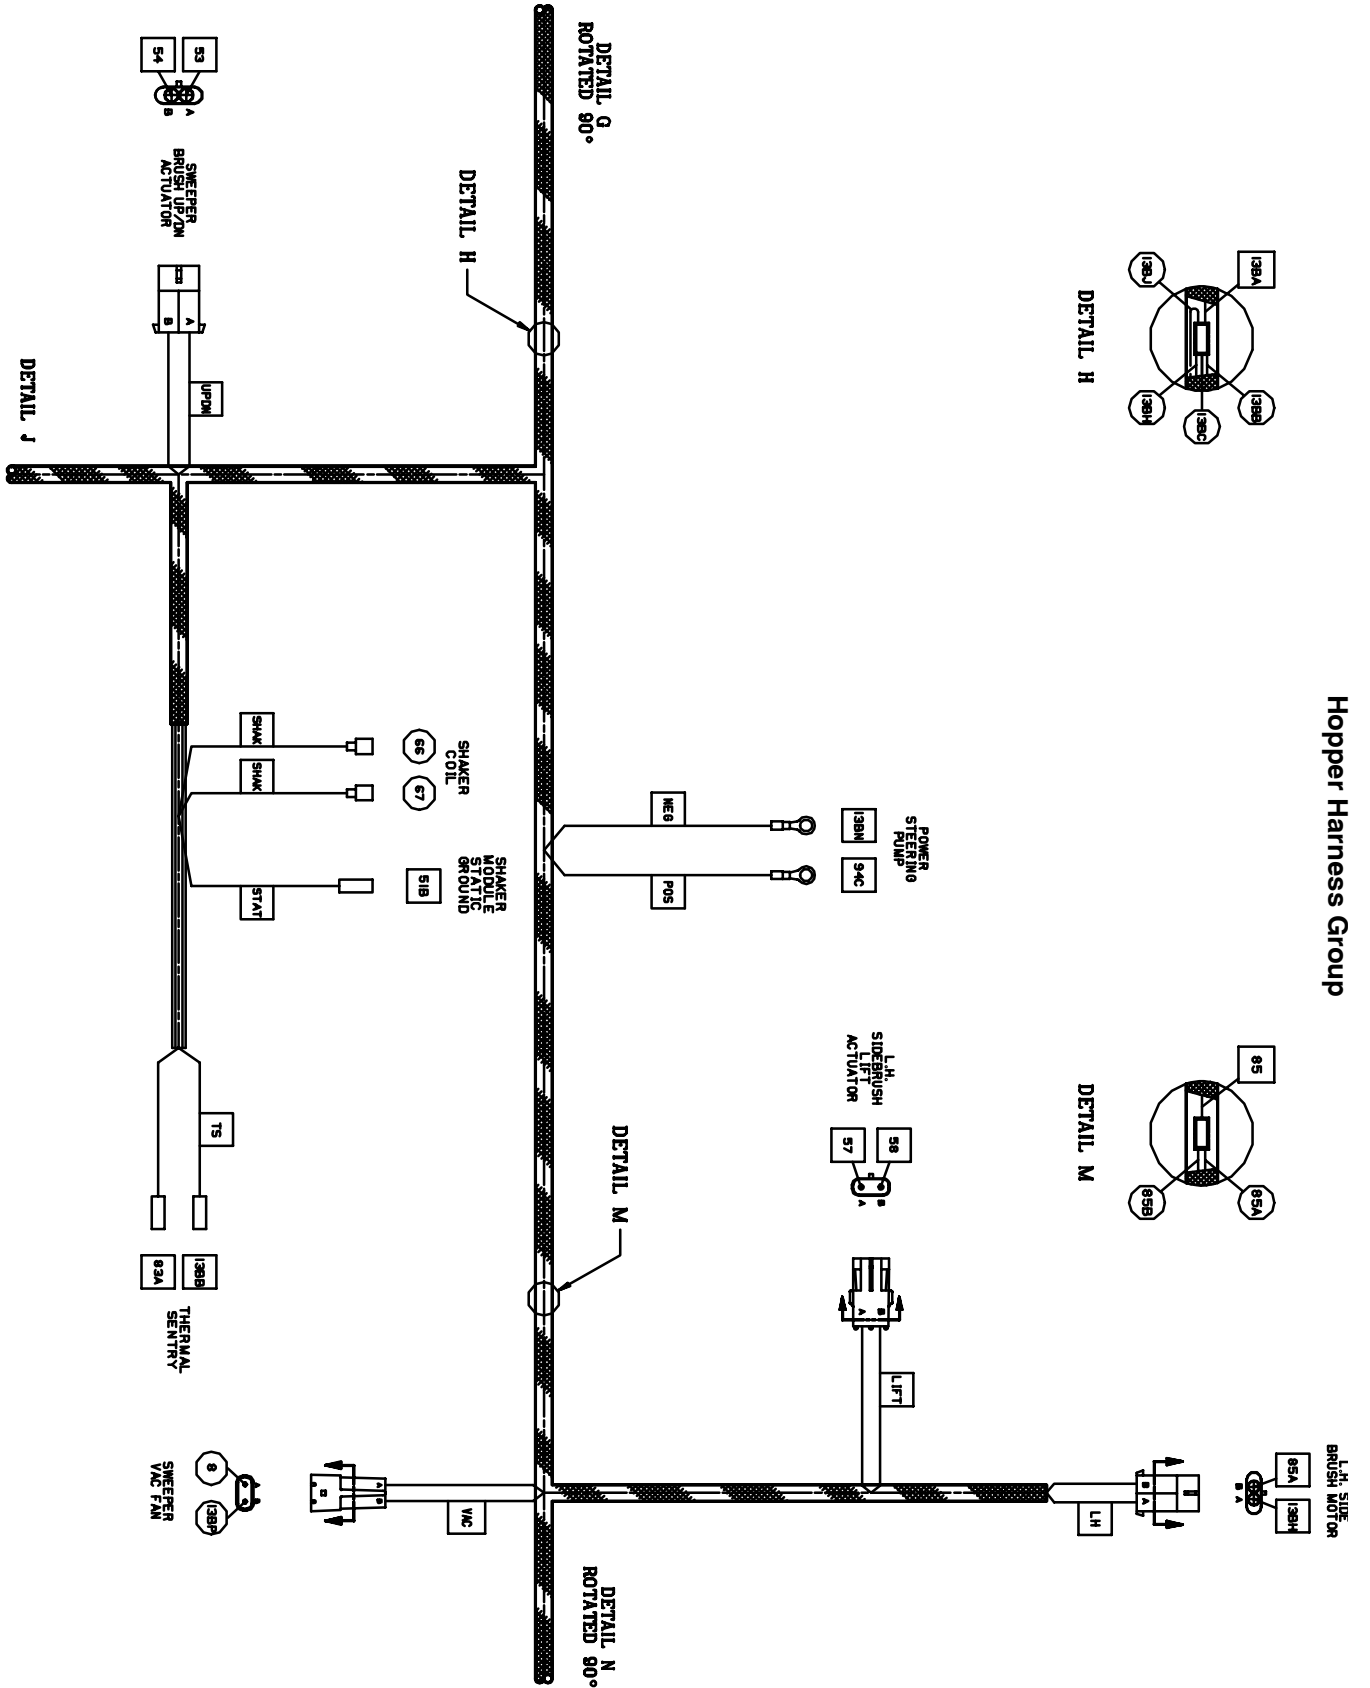 Hopper Harness Group
13BA
13BJ
13BB
13BC
13BH
DETAIL H
85
85A
85B
DETAIL M
L.H. SIDE
BRUSH MOTOR
85A
13BH
B A
B A
LH
POWER
STEERING
PUMP
13BN
94C
NEG
POS
L.H.
SIDEBRUSH
LIFT
ACTUATOR
58
57
B
A
B
A
LIFT
DETAIL G
ROTATED 90°
DETAIL H
DETAIL M
DETAIL N
ROTATED 90°
53
54
A
B
SWEEPER
BRUSH UP/DN
ACTUATOR
A
B
UPDN
DETAIL J
SHAKER
COIL
66
67
SHAK
SHAK
SHAKER
MODULE
STATIC
GROUND
51B
STAT
TS
13BB
83A
THERMAL
SENTRY
VAC
A
B
A
B
8
13BP
SWEEPER
VAC FAN